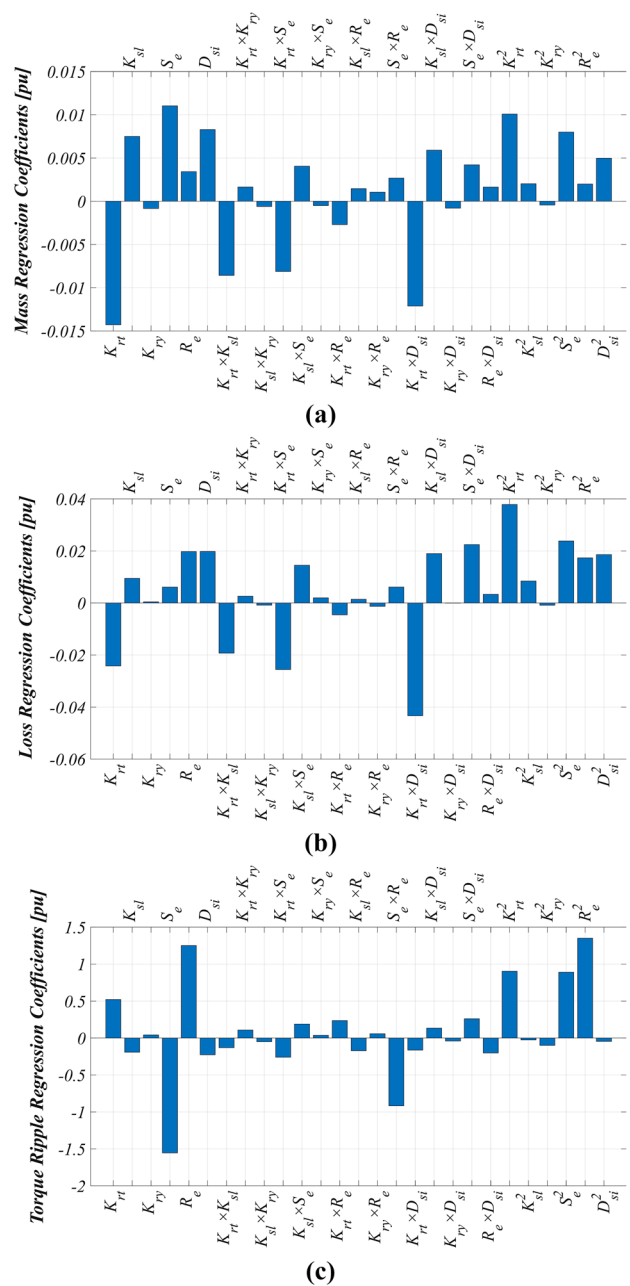 K_sl S_e D_si K_rt×K_ry K_rt×S_e K_ry×S_e K_sl×R_e S_e×R_e K_sl×D_si S_e×D_si K²_rt K²_ry R²_e
Mass Regression Coefficients [pu]
0.015
0.01
0.005
0
-0.005
-0.01
-0.015
K_rt K_ry R_e K_rt×K_sl K_sl×K_ry K_sl×S_e K_rt×R_e K_ry×R_e K_rt×D_si K_ry×D_si R_e×D_si K²_sl S²_e D²_si
(a)
K_sl S_e D_si K_rt×K_ry K_rt×S_e K_ry×S_e K_sl×R_e S_e×R_e K_sl×D_si S_e×D_si K²_rt K²_ry R²_e
Loss Regression Coefficients [pu]
0.04
0.02
0
-0.02
-0.04
-0.06
K_rt K_ry R_e K_rt×K_sl K_sl×K_ry K_sl×S_e K_rt×R_e K_ry×R_e K_rt×D_si K_ry×D_si R_e×D_si K²_sl S²_e D²_si
(b)
K_sl S_e D_si K_rt×K_ry K_rt×S_e K_ry×S_e K_sl×R_e S_e×R_e K_sl×D_si S_e×D_si K²_rt K²_ry R²_e
Torque Ripple Regression Coefficients [pu]
1.5
1
0.5
0
-0.5
-1
-1.5
-2
K_rt K_ry R_e K_rt×K_sl K_sl×K_ry K_sl×S_e K_rt×R_e K_ry×R_e K_rt×D_si K_ry×D_si R_e×D_si K²_sl S²_e D²_si
(c)